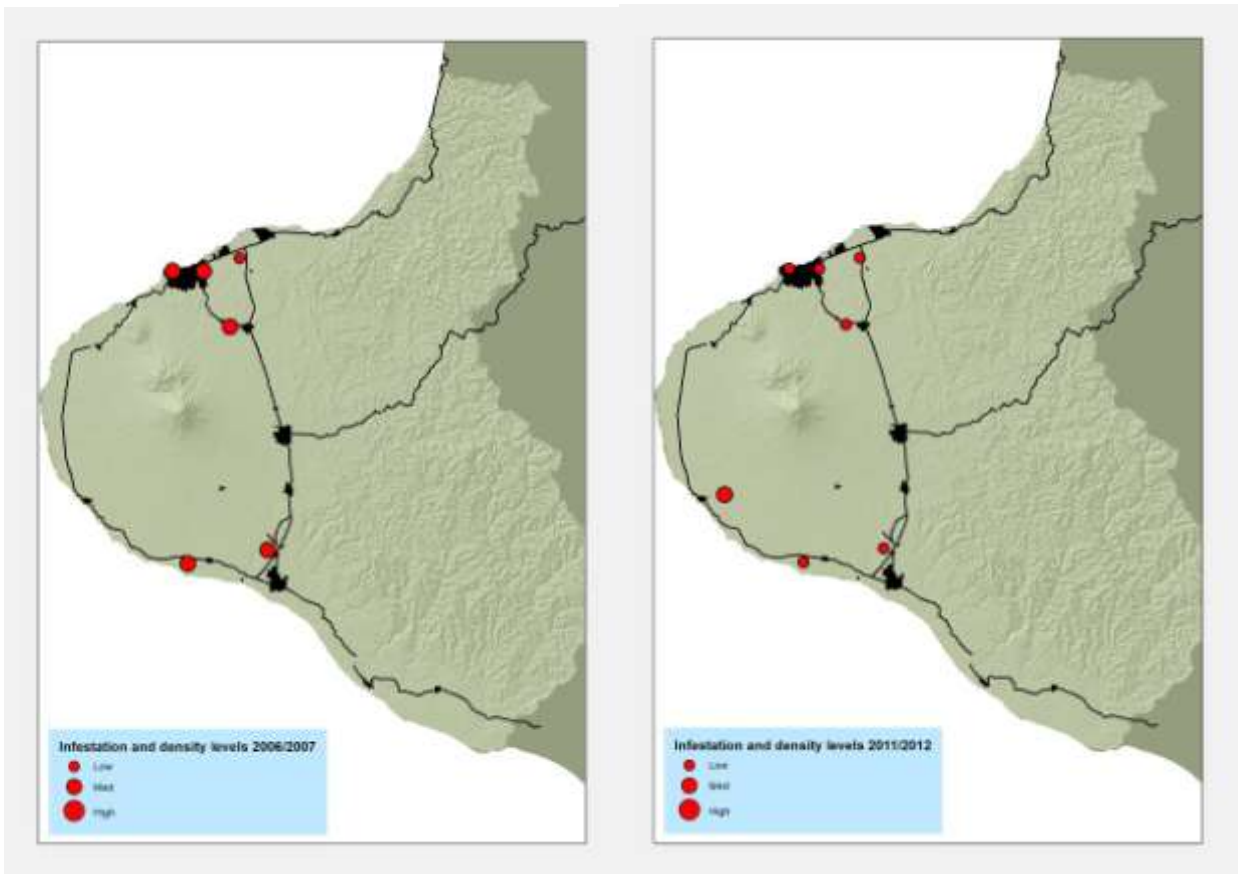 Infestation and density levels 2006/2007
Low
Med
High
Infestation and density levels 2011/2012
Low
Med
High